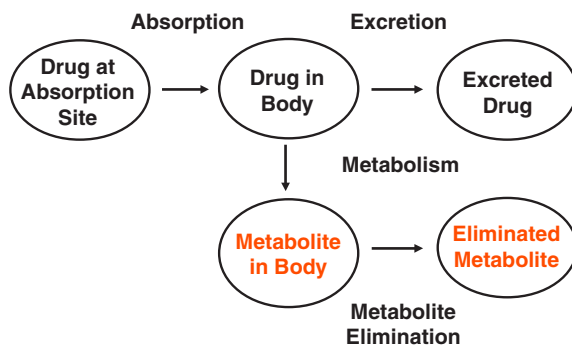 Absorption
Excretion
Drug at
Absorption
Site
Drug in
Body
Excreted
Drug
Metabolism
Metabolite
in Body
Eliminated
Metabolite
Metabolite
Elimination